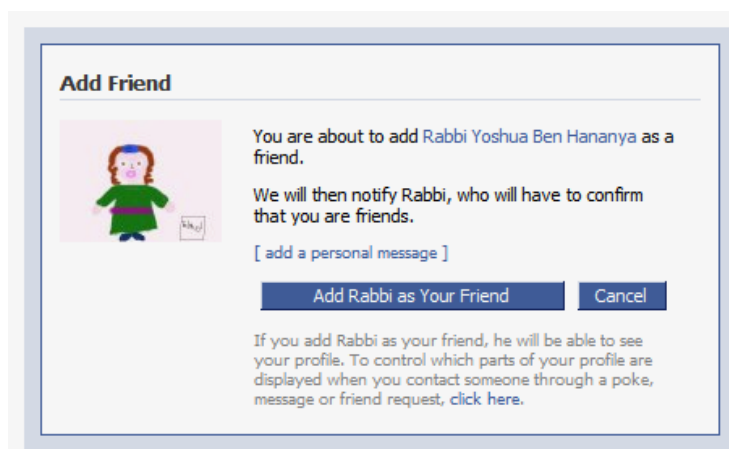 Add Friend
You are about to add Rabbi Yoshua Ben Hananya as a
friend.
We will then notify Rabbi, who will have to confirm
that you are friends.
[ add a personal message ]
Add Rabbi as Your Friend
Cancel
If you add Rabbi as your friend, he will be able to see
your profile. To control which parts of your profile are
displayed when you contact someone through a poke,
message or friend request, click here.